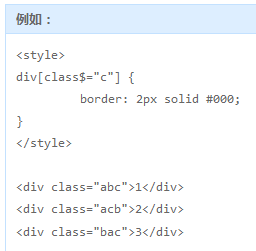 例如：
<style>
div[class$="c"] {
        border: 2px solid #000;
}
</style>
<div class="abc">1</div>
<div class="acb">2</div>
<div class="bac">3</div>